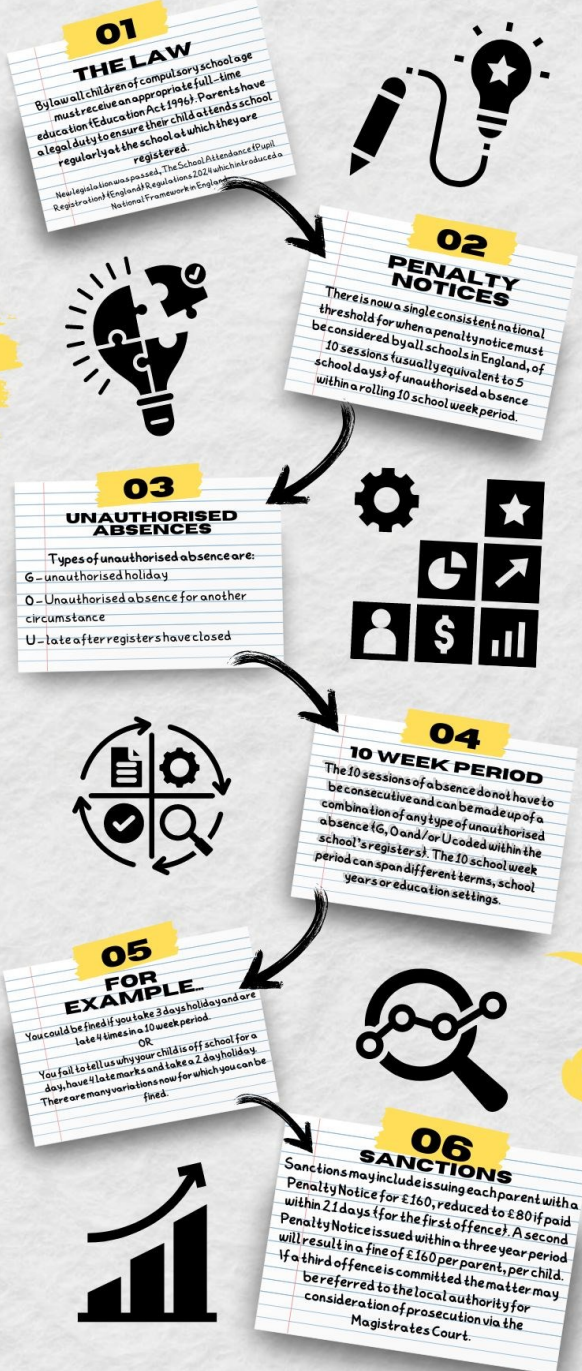 01
THE LAW
By law all children of compulsory school age
must receive an appropriate full-time
education (Education Act 1996). Parents have
a legal duty to ensure their child attends school
regularly at the school at which they are
registered.
New legislation was passed, The School Attendance (Pupil
Registration) (England) Regulations 2024 which introduced a
National Framework in England.
02
PENALTY
NOTICES
There is now a single consistent national
threshold for when a penalty notice must
be considered by all schools in England, of
10 sessions (usually equivalent to 5
school days) of unauthorised absence
within a rolling 10 school week period.
03
UNAUTHORISED
ABSENCES
Types of unauthorised absence are:
G – unauthorised holiday
O – Unauthorised absence for another
circumstance
U – late after registers have closed
04
10 WEEK PERIOD
The 10 sessions of absence do not have to
be consecutive and can be made up of a
combination of any type of unauthorised
absence (G, O and/or U coded within the
school's registers). The 10 school week
period can span different terms, school
years or education settings.
05
FOR
EXAMPLE...
You could be fined if you take 3 days holiday and are
late 4 times in a 10 week period.
OR
You fail to tell us why your child is off school for a
day, have 4 late marks and take a 2 day holiday.
There are many variations now for which you can be
fined.
06
SANCTIONS
Sanctions may include issuing each parent with a
Penalty Notice for £160, reduced to £80 if paid
within 21 days (for the first offence). A second
Penalty Notice issued within a three year period
will result in a fine of £160 per parent, per child.
If a third offence is committed the matter may
be referred to the local authority for
consideration of prosecution via the
Magistrates Court.